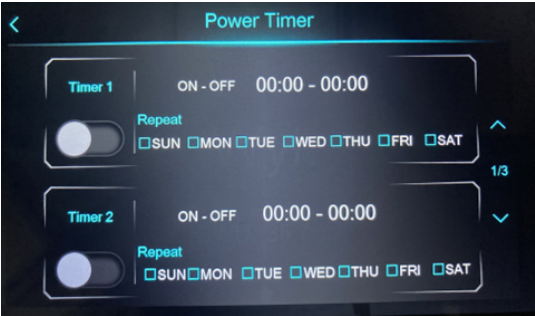 Power Timer
Timer 1 ON - OFF 00:00 - 00:00
Repeat
SUN MON TUE WED THU FRI SAT
1/3
Timer 2 ON - OFF 00:00 - 00:00
Repeat
SUN MON TUE WED THU FRI SAT